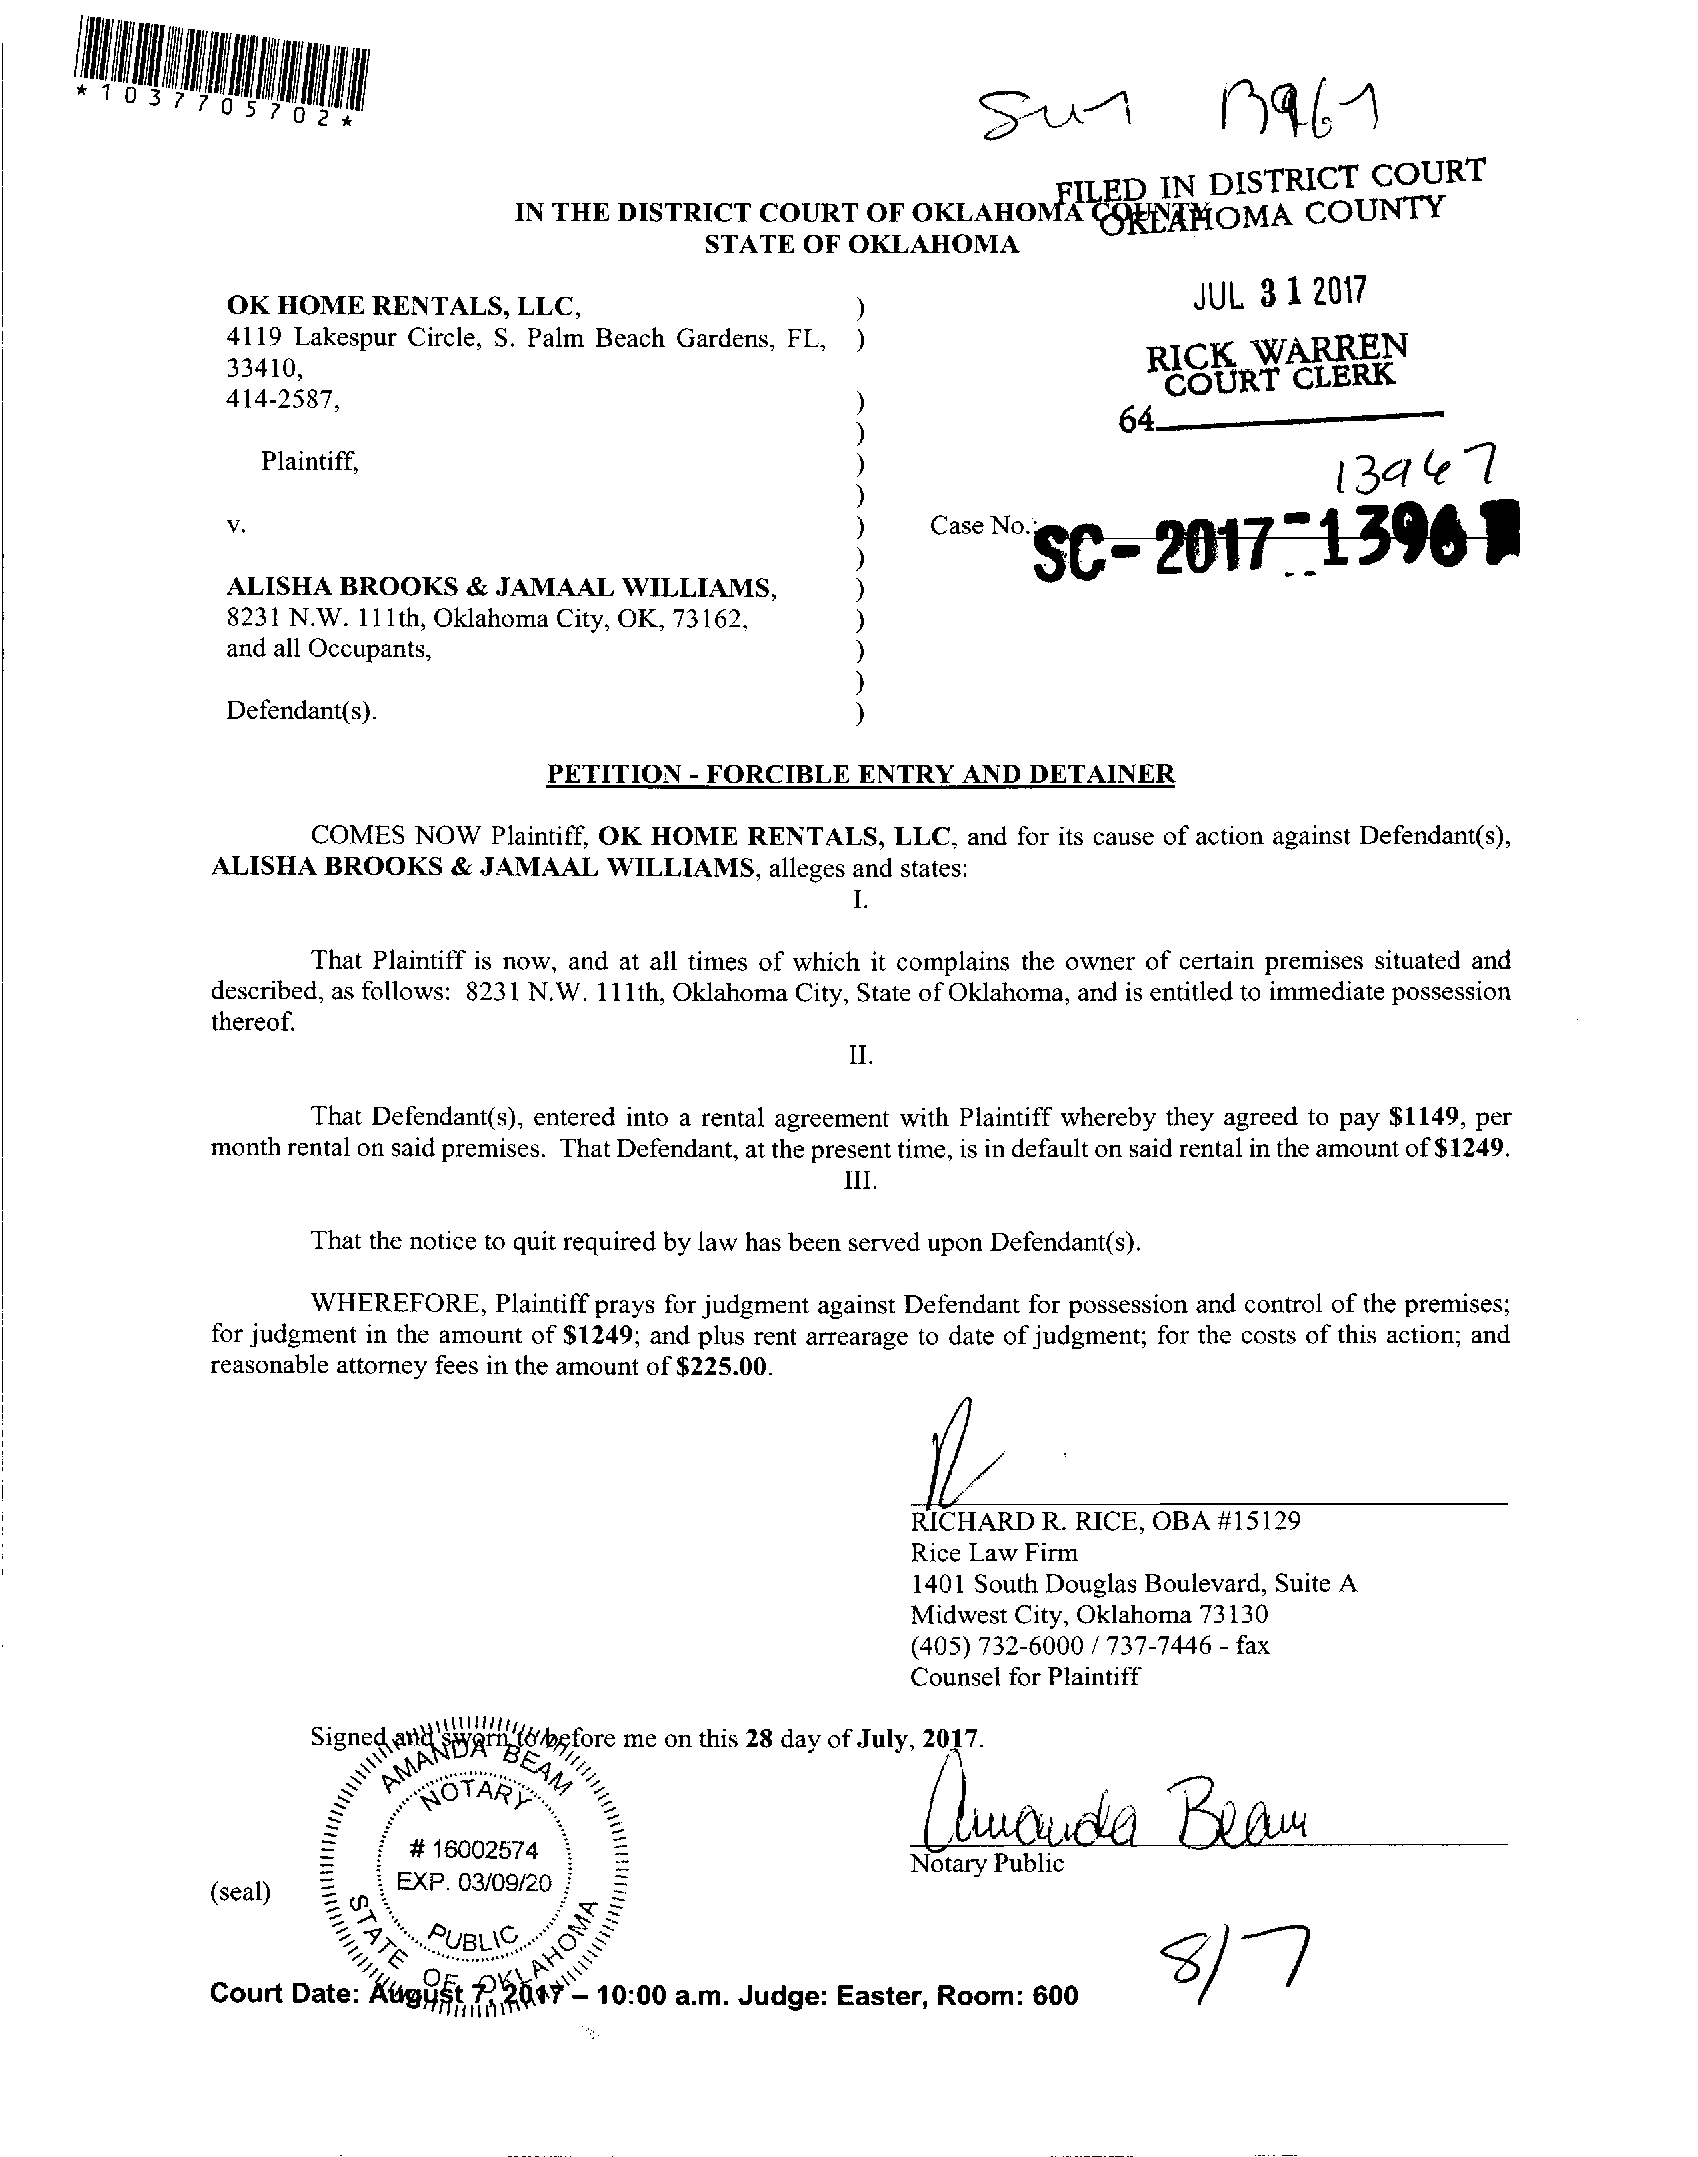 *1037705702*
Sum 13967
FILED IN DISTRICT COURT
OKLAHOMA COUNTY
IN THE DISTRICT COURT OF OKLAHOMA COUNTY
STATE OF OKLAHOMA
JUL 31 2017
RICK WARREN
COURT CLERK
64
OK HOME RENTALS, LLC, )
4119 Lakespur Circle, S. Palm Beach Gardens, FL, )
33410,
414-2587, )
)
Plaintiff, )
)
13967
v. ) Case No.: SC-2017-1396
)
ALISHA BROOKS & JAMAAL WILLIAMS, )
8231 N.W. 111th, Oklahoma City, OK, 73162, )
and all Occupants, )
)
Defendant(s). )
PETITION - FORCIBLE ENTRY AND DETAINER
COMES NOW Plaintiff, OK HOME RENTALS, LLC, and for its cause of action against Defendant(s),
ALISHA BROOKS & JAMAAL WILLIAMS, alleges and states:
I.
That Plaintiff is now, and at all times of which it complains the owner of certain premises situated and
described, as follows: 8231 N.W. 111th, Oklahoma City, State of Oklahoma, and is entitled to immediate possession
thereof.
II.
That Defendant(s), entered into a rental agreement with Plaintiff whereby they agreed to pay $1149, per
month rental on said premises. That Defendant, at the present time, is in default on said rental in the amount of $1249.
III.
That the notice to quit required by law has been served upon Defendant(s).
WHEREFORE, Plaintiff prays for judgment against Defendant for possession and control of the premises;
for judgment in the amount of $1249; and plus rent arrearage to date of judgment; for the costs of this action; and
reasonable attorney fees in the amount of $225.00.
RICHARD R. RICE, OBA #15129
Rice Law Firm
1401 South Douglas Boulevard, Suite A
Midwest City, Oklahoma 73130
(405) 732-6000 / 737-7446 - fax
Counsel for Plaintiff
Signed and sworn to before me on this 28 day of July, 2017.
AMANDA BEAM
NOTARY
# 16002574
EXP. 03/09/20
PUBLIC
STATE OF OKLAHOMA
Amanda Beam
Notary Public
(seal)
8/7
Court Date: August 7, 2017 – 10:00 a.m. Judge: Easter, Room: 600